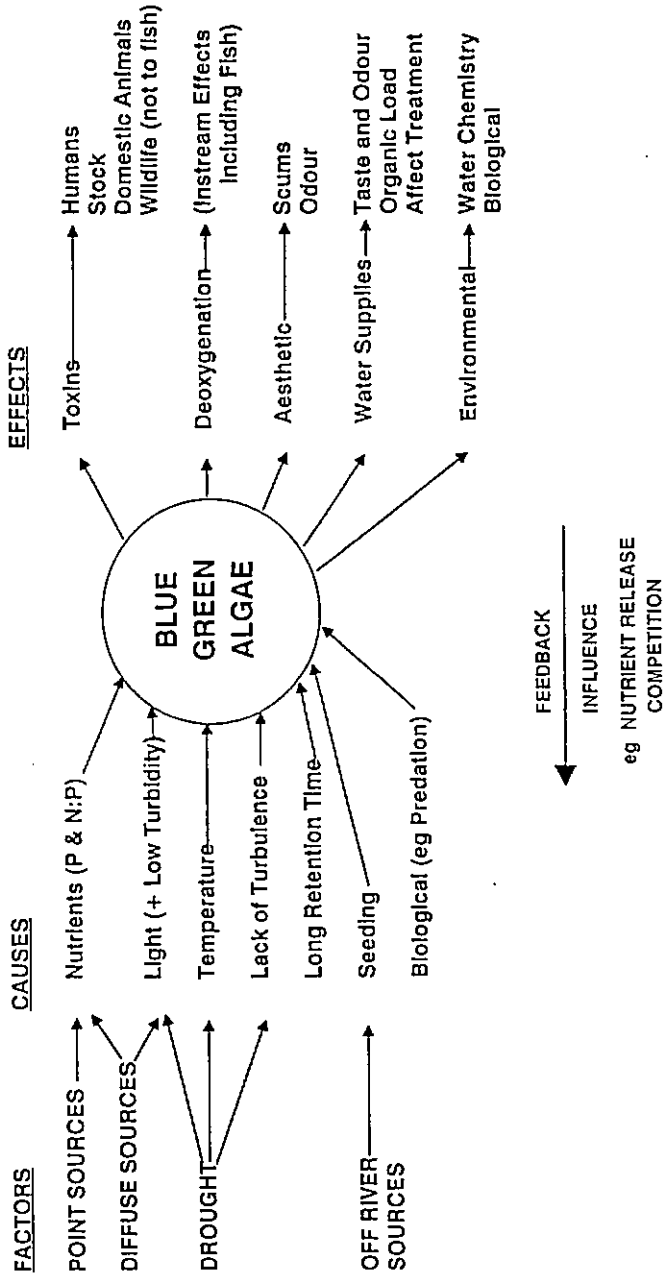 FACTORS
POINT SOURCES
DIFFUSE SOURCES
DROUGHT
OFF RIVER
SOURCES
CAUSES
Nutrients (P & N:P)
Light (+ Low Turbidity)
Temperature
Lack of Turbulence
Long Retention Time
Seeding
Biological (eg Predation)
BLUE
GREEN
ALGAE
EFFECTS
Toxins
Humans
Stock
Domestic Animals
Wildlife (not to fish)
Deoxygenation
(Instream Effects
Including Fish)
Aesthetic
Scums
Odour
Water Supplies
Taste and Odour
Organic Load
Affect Treatment
Environmental
Water Chemistry
Biological
FEEDBACK
INFLUENCE
eg NUTRIENT RELEASE
COMPETITION